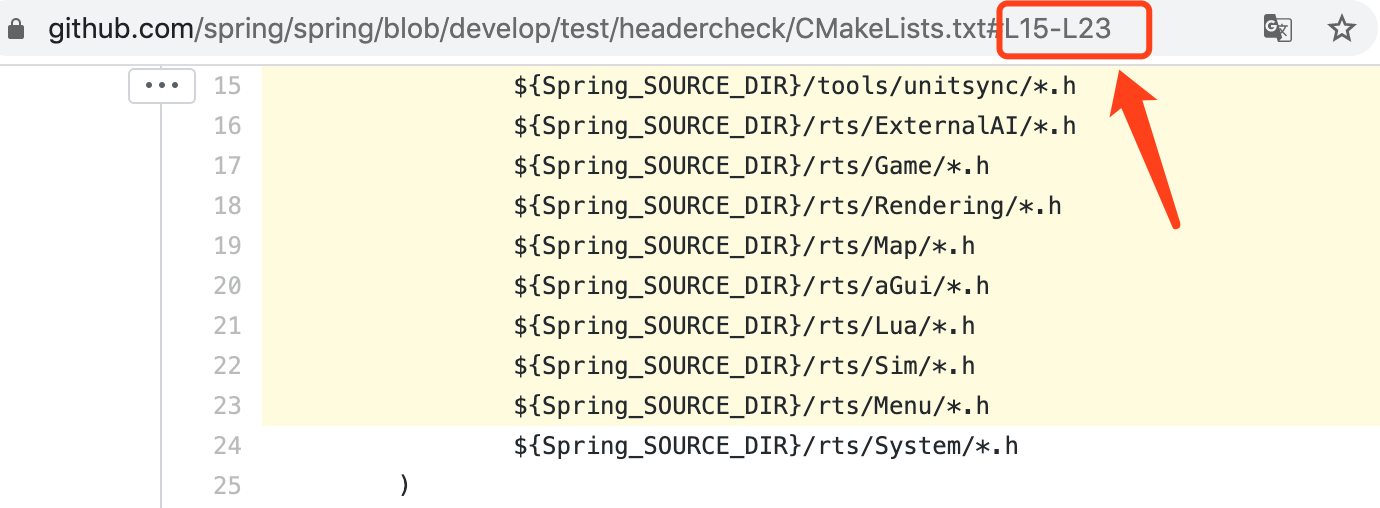 github.com/spring/spring/blob/develop/test/headercheck/CMakeLists.txt#L15-L23
15 ${Spring_SOURCE_DIR}/tools/unitsync/*.h
16 ${Spring_SOURCE_DIR}/rts/ExternalAI/*.h
17 ${Spring_SOURCE_DIR}/rts/Game/*.h
18 ${Spring_SOURCE_DIR}/rts/Rendering/*.h
19 ${Spring_SOURCE_DIR}/rts/Map/*.h
20 ${Spring_SOURCE_DIR}/rts/aGui/*.h
21 ${Spring_SOURCE_DIR}/rts/Lua/*.h
22 ${Spring_SOURCE_DIR}/rts/Sim/*.h
23 ${Spring_SOURCE_DIR}/rts/Menu/*.h
24 ${Spring_SOURCE_DIR}/rts/System/*.h
25 )